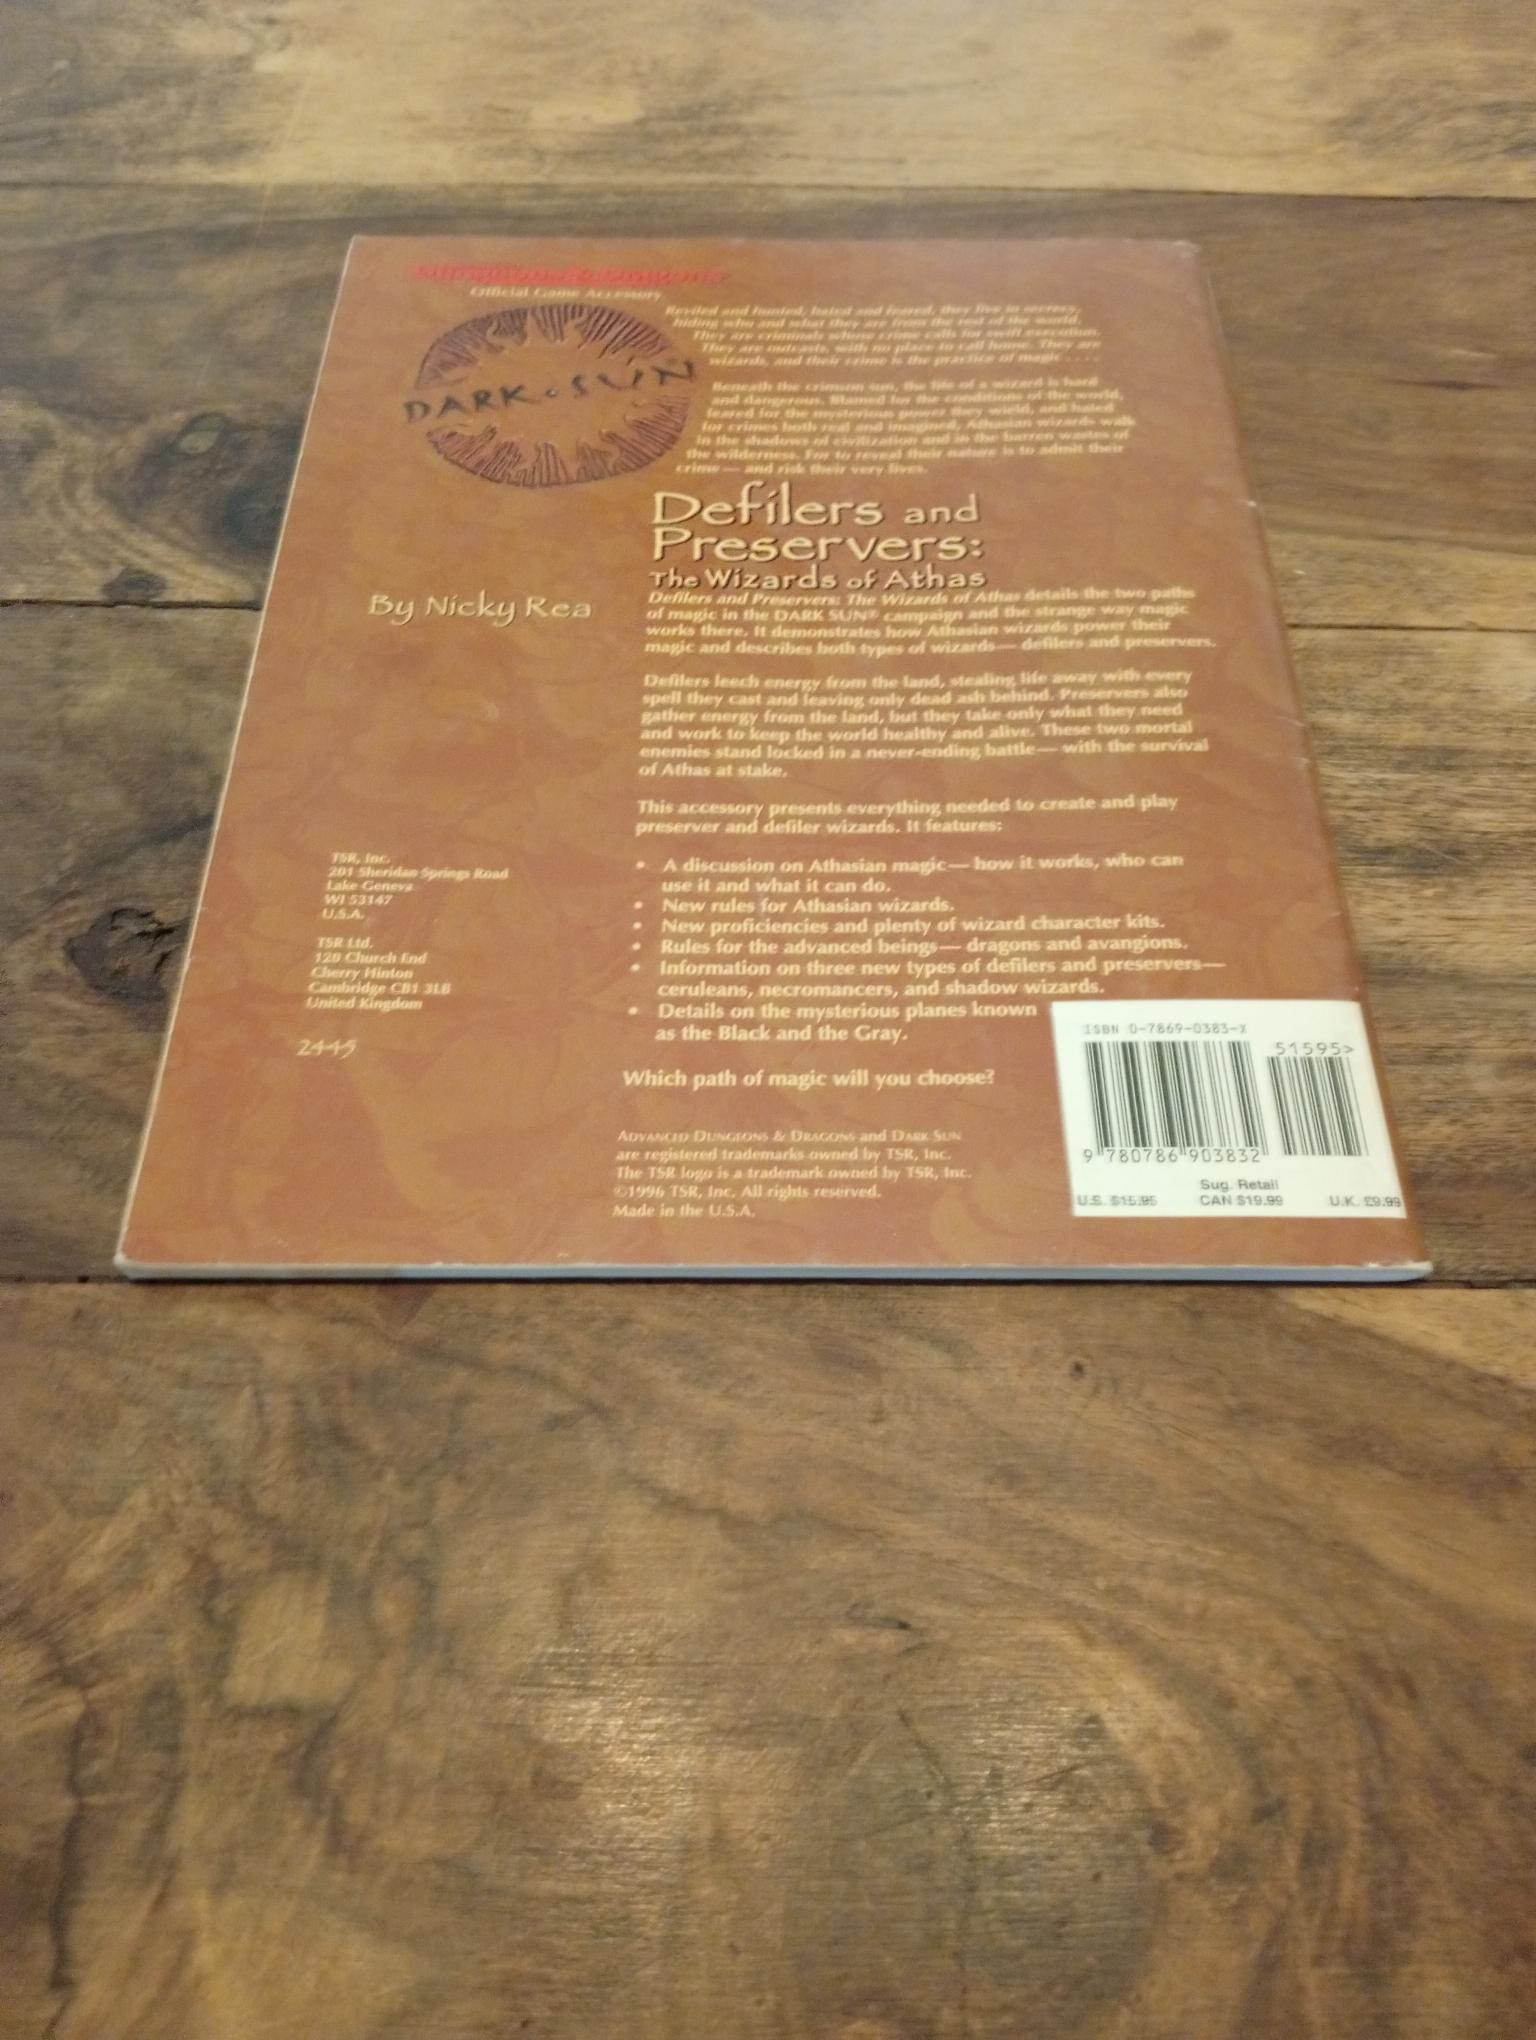 Official Game Accessory
DARK·SUN
Reviled and hunted, hated and feared, they live in secrecy,
hiding who and what they are from the rest of the world.
They are criminals whose crime calls for swift execution.
They are outcasts, with no place to call home. They are
wizards, and their crime is the practice of magic . . . .
Beneath the crimson sun, the life of a wizard is hard
and dangerous. Blamed for the conditions of the world,
feared for the mysterious power they wield, and hated
for crimes both real and imagined, Athasian wizards walk
in the shadows of civilization and in the barren wastes of
the wilderness. For to reveal their nature is to admit their
crime — and risk their very lives.
Defilers and
Preservers:
The Wizards of Athas
By Nicky Rea
Defilers and Preservers: The Wizards of Athas details the two paths
of magic in the DARK SUN® campaign and the strange way magic
works there. It demonstrates how Athasian wizards power their
magic and describes both types of wizards— defilers and preservers.
Defilers leech energy from the land, stealing life away with every
spell they cast and leaving only dead ash behind. Preservers also
gather energy from the land, but they take only what they need
and work to keep the world healthy and alive. These two mortal
enemies stand locked in a never-ending battle— with the survival
of Athas at stake.
This accessory presents everything needed to create and play
preserver and defiler wizards. It features:
• A discussion on Athasian magic— how it works, who can
use it and what it can do.
• New rules for Athasian wizards.
• New proficiencies and plenty of wizard character kits.
• Rules for the advanced beings— dragons and avangions.
• Information on three new types of defilers and preservers—
ceruleans, necromancers, and shadow wizards.
• Details on the mysterious planes known
as the Black and the Gray.
Which path of magic will you choose?
TSR, Inc.
201 Sheridan Springs Road
Lake Geneva
WI 53147
U.S.A.
TSR Ltd.
120 Church End
Cherry Hinton
Cambridge CB1 3LB
United Kingdom
2445
ADVANCED DUNGEONS & DRAGONS and DARK SUN
are registered trademarks owned by TSR, Inc.
The TSR logo is a trademark owned by TSR, Inc.
©1996 TSR, Inc. All rights reserved.
Made in the U.S.A.
ISBN 0-7869-0383-X
51595>
9 780786 903832
Sug. Retail
U.S. $15.95 CAN $19.99 U.K. £9.99